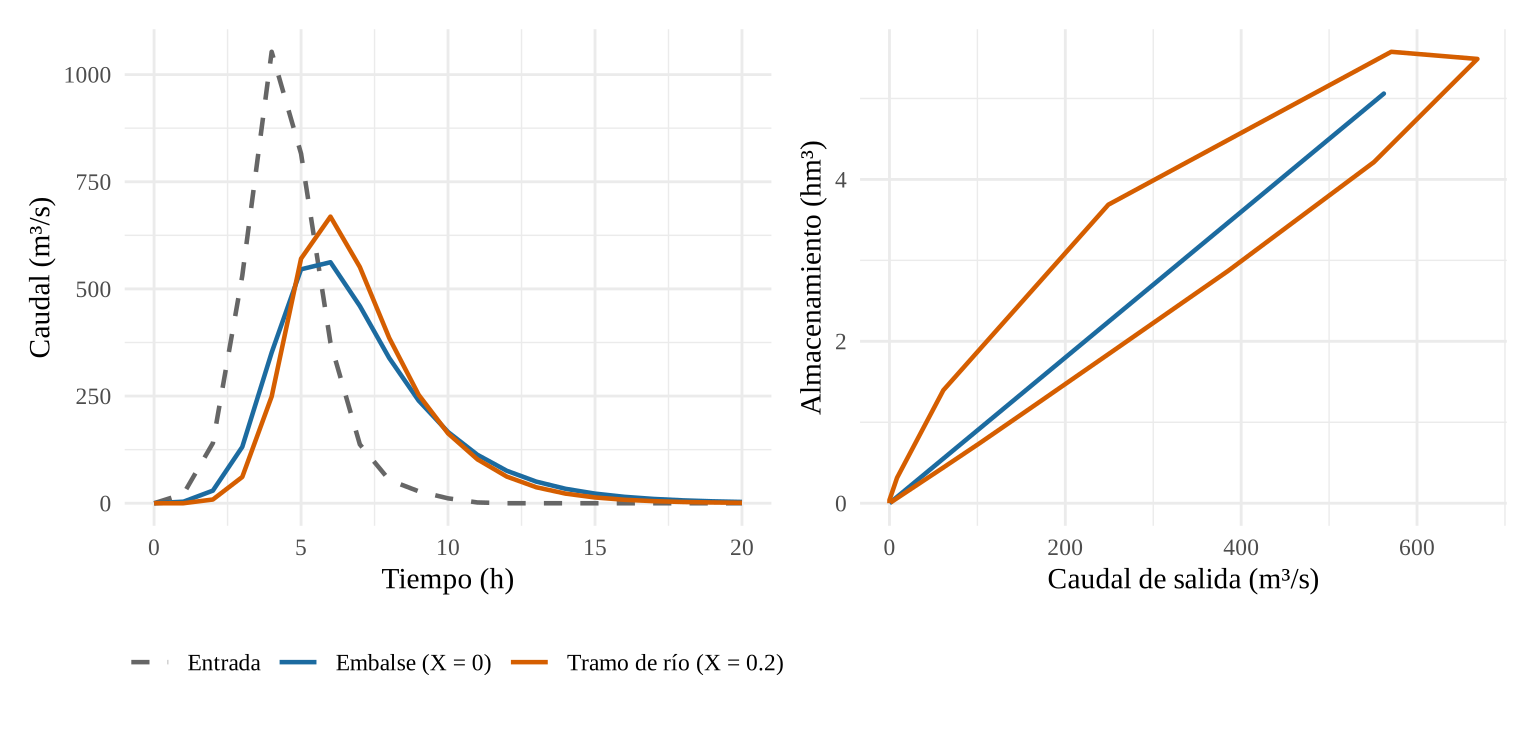 Caudal (m³/s)
1000
750
500
250
0
0 5 10 15 20
Tiempo (h)
Almacenamiento (hm³)
4
2
0
0 200 400 600
Caudal de salida (m³/s)
Entrada Embalse (X = 0) Tramo de río (X = 0.2)